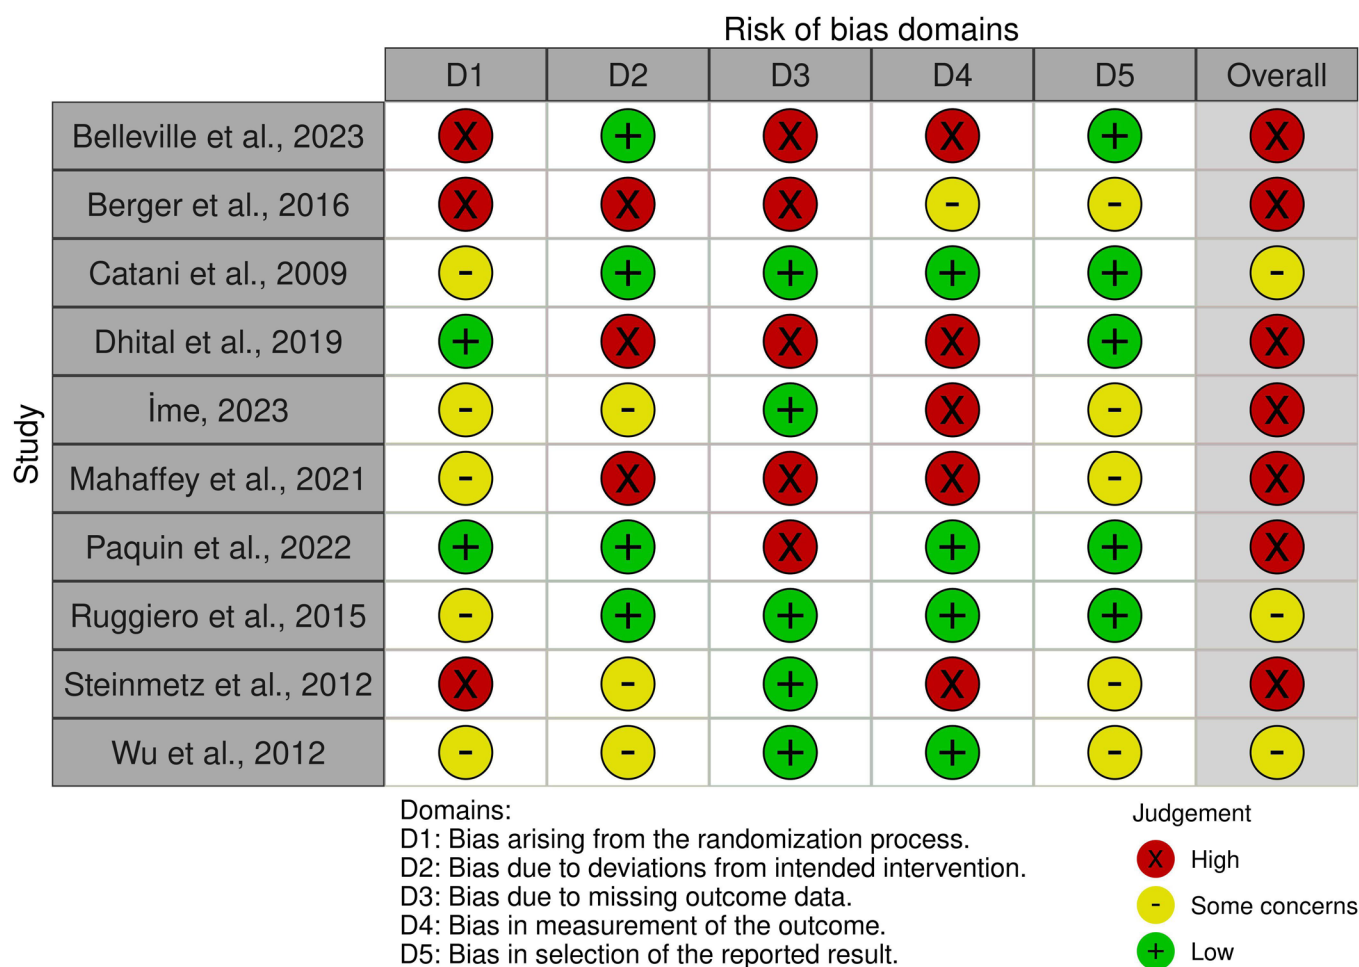 Risk of bias domains
D1 D2 D3 D4 D5 Overall
Study
Belleville et al., 2023 X + X X + X
Berger et al., 2016 X X X - - X
Catani et al., 2009 - + + + + -
Dhital et al., 2019 + X X X + X
İme, 2023 - - + X - X
Mahaffey et al., 2021 - X X X - X
Paquin et al., 2022 + + X + + X
Ruggiero et al., 2015 - + + + + -
Steinmetz et al., 2012 X - + X - X
Wu et al., 2012 - - + + - -
Domains:
D1: Bias arising from the randomization process.
D2: Bias due to deviations from intended intervention.
D3: Bias due to missing outcome data.
D4: Bias in measurement of the outcome.
D5: Bias in selection of the reported result.
Judgement
X High
- Some concerns
+ Low